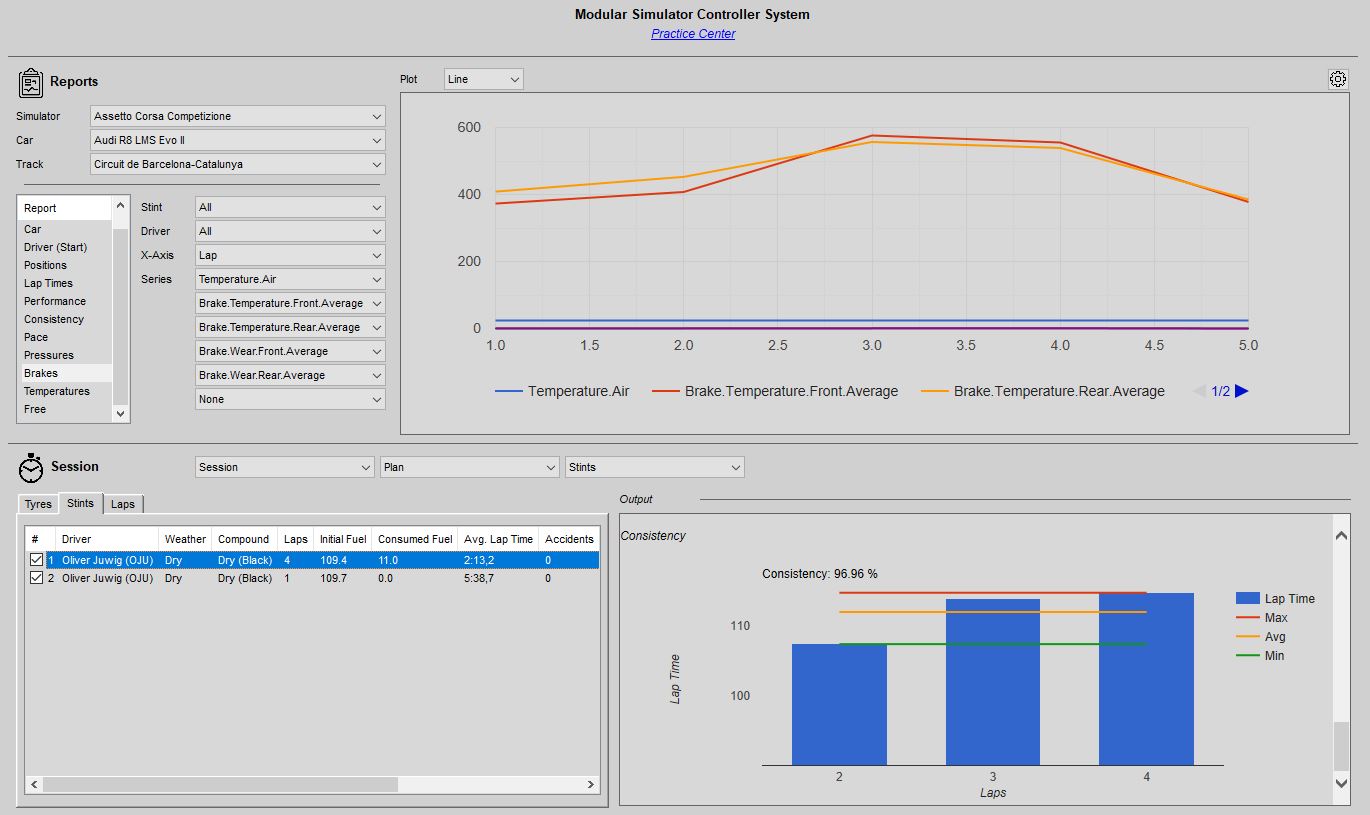 Modular Simulator Controller System
Practice Center
Reports
Simulator Assetto Corsa Competizione
Car Audi R8 LMS Evo II
Track Circuit de Barcelona-Catalunya
Report
Car
Driver (Start)
Positions
Lap Times
Performance
Consistency
Pace
Pressures
Brakes
Temperatures
Free
Stint All
Driver All
X-Axis Lap
Series Temperature.Air
Brake.Temperature.Front.Average
Brake.Temperature.Rear.Average
Brake.Wear.Front.Average
Brake.Wear.Rear.Average
None
Plot Line
600
400
200
0
1.0 1.5 2.0 2.5 3.0 3.5 4.0 4.5 5.0
Temperature.Air Brake.Temperature.Front.Average Brake.Temperature.Rear.Average 1/2
Session Session Plan Stints
Tyres Stints Laps
# Driver Weather Compound Laps Initial Fuel Consumed Fuel Avg. Lap Time Accidents
1 Oliver Juwig (OJU) Dry Dry (Black) 4 109.4 11.0 2:13,2 0
2 Oliver Juwig (OJU) Dry Dry (Black) 1 109.7 0.0 5:38,7 0
Output
Consistency
Consistency: 96.96 %
110
100
Lap Time
2 3 4
Laps
Lap Time
Max
Avg
Min